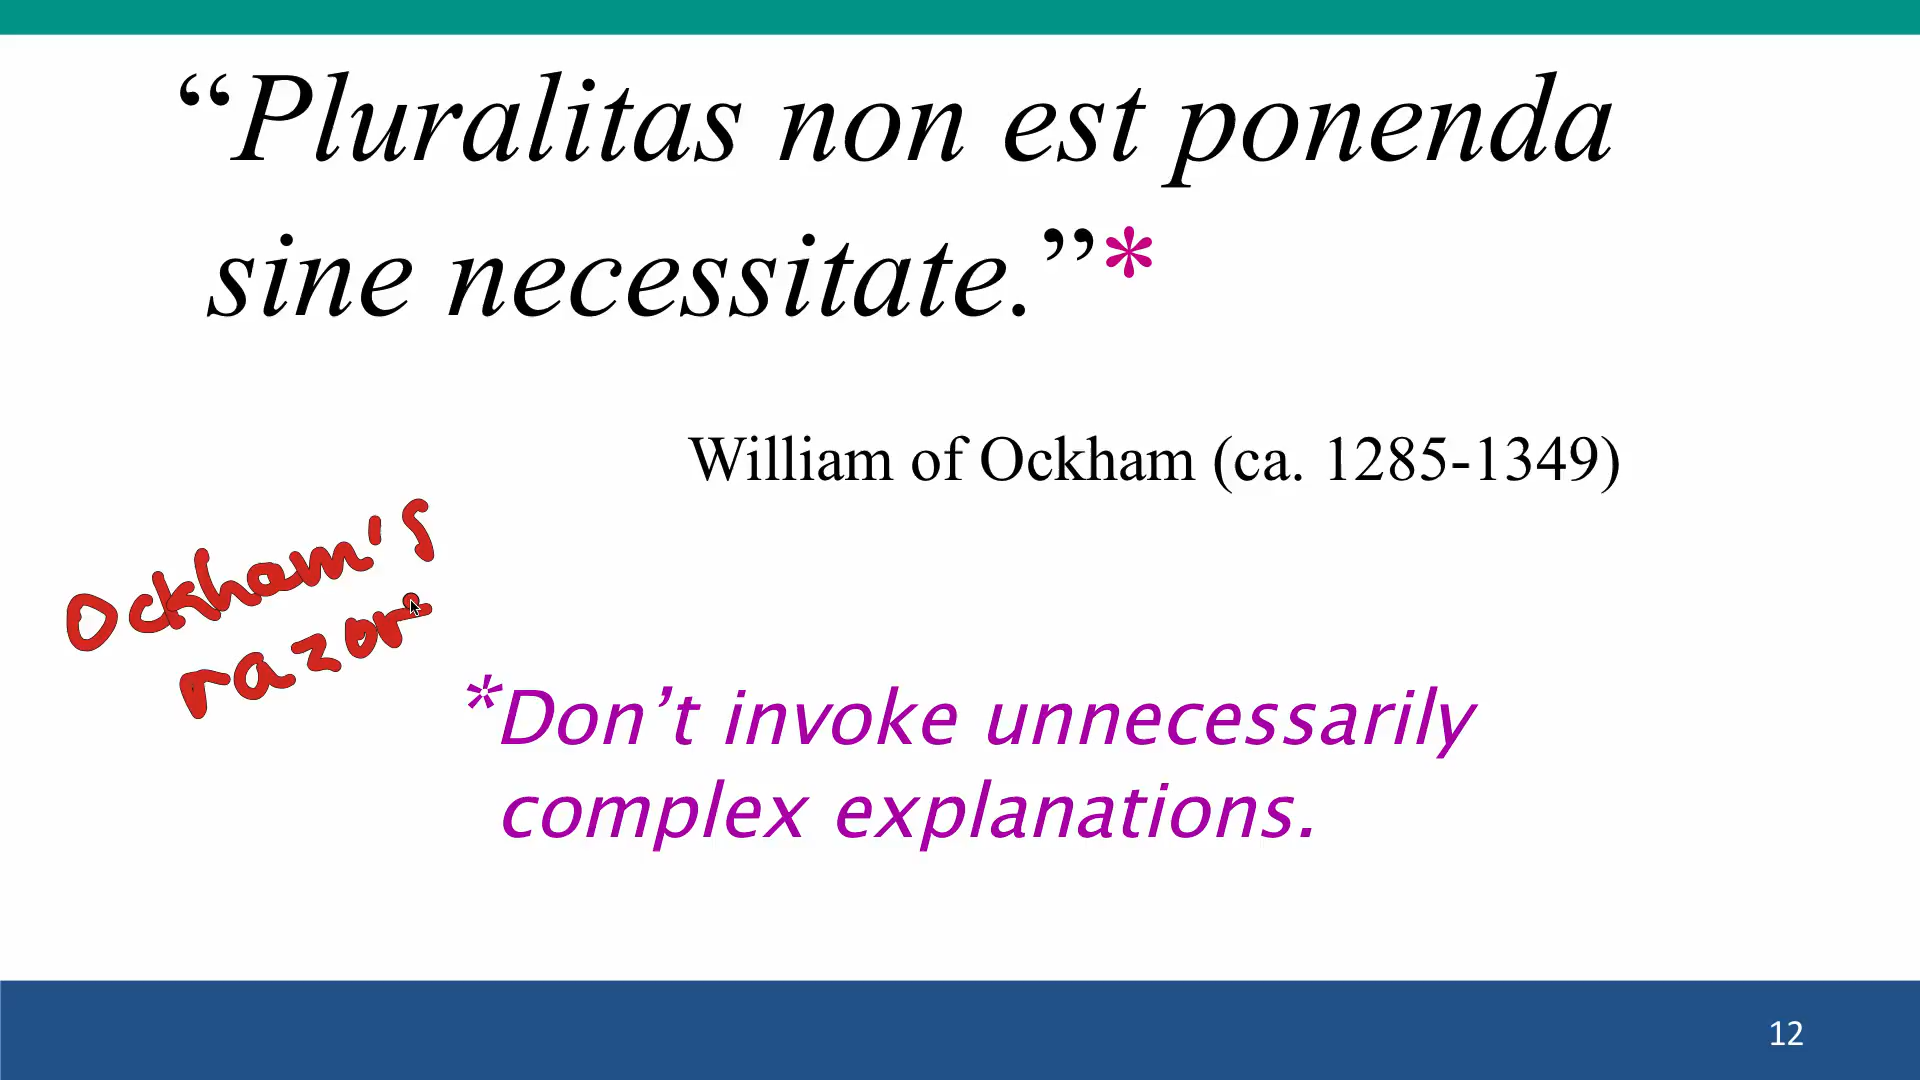 “Pluralitas non est ponenda
sine necessitate.”*
William of Ockham (ca. 1285-1349)
Ockham's
razor
*Don’t invoke unnecessarily
complex explanations.
12